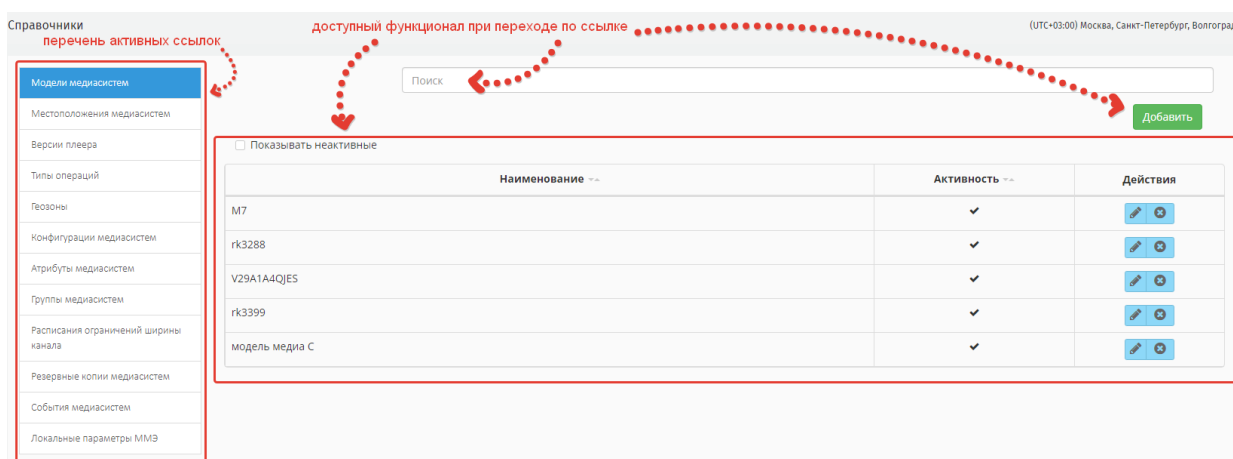 Справочники
доступный функционал при переходе по ссылке
(UTC+03:00) Москва, Санкт-Петербург, Волгоград
перечень активных ссылок
Модели медиасистем
Местоположения медиасистем
Версии плеера
Типы операций
Геозоны
Конфигурации медиасистем
Атрибуты медиасистем
Группы медиасистем
Расписания ограничений ширины
канала
Резервные копии медиасистем
События медиасистем
Локальные параметры ММЭ
Поиск
Добавить
Показывать неактивные
Наименование Активность Действия
M7
rk3288
V29A1A4QJES
rk3399
модель медиа С